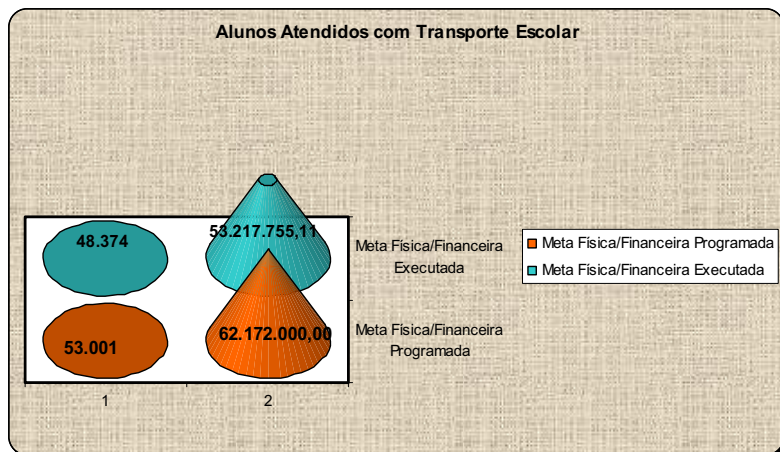 Alunos Atendidos com Transporte Escolar
48.374
53.217.755,11
Meta Física/Financeira
Executada
53.001
62.172.000,00
Meta Física/Financeira
Programada
1
2
Meta Física/Financeira Programada
Meta Física/Financeira Executada